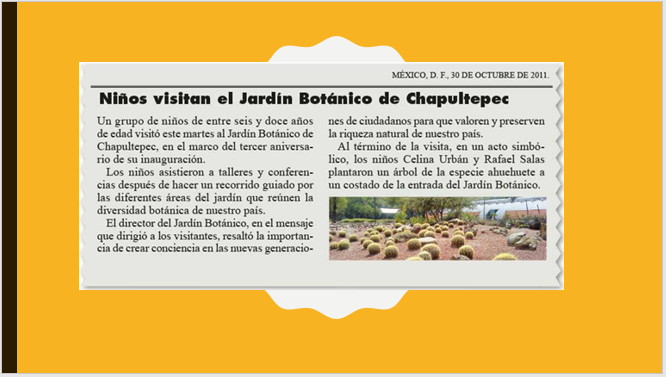 MÉXICO, D. F., 30 DE OCTUBRE DE 2011.
Niños visitan el Jardín Botánico de Chapultepec
Un grupo de niños de entre seis y doce años
de edad visitó este martes al Jardín Botánico de
Chapultepec, en el marco del tercer aniversa-
rio de su inauguración.
Los niños asistieron a talleres y conferen-
cias después de hacer un recorrido guiado por
las diferentes áreas del jardín que reúnen la
diversidad botánica de nuestro país.
El director del Jardín Botánico, en el mensaje
que dirigió a los visitantes, resaltó la importan-
cia de crear conciencia en las nuevas generacio-
nes de ciudadanos para que valoren y preserven
la riqueza natural de nuestro país.
Al término de la visita, en un acto simbó-
lico, los niños Celina Urbán y Rafael Salas
plantaron un árbol de la especie ahuehuete a
un costado de la entrada del Jardín Botánico.